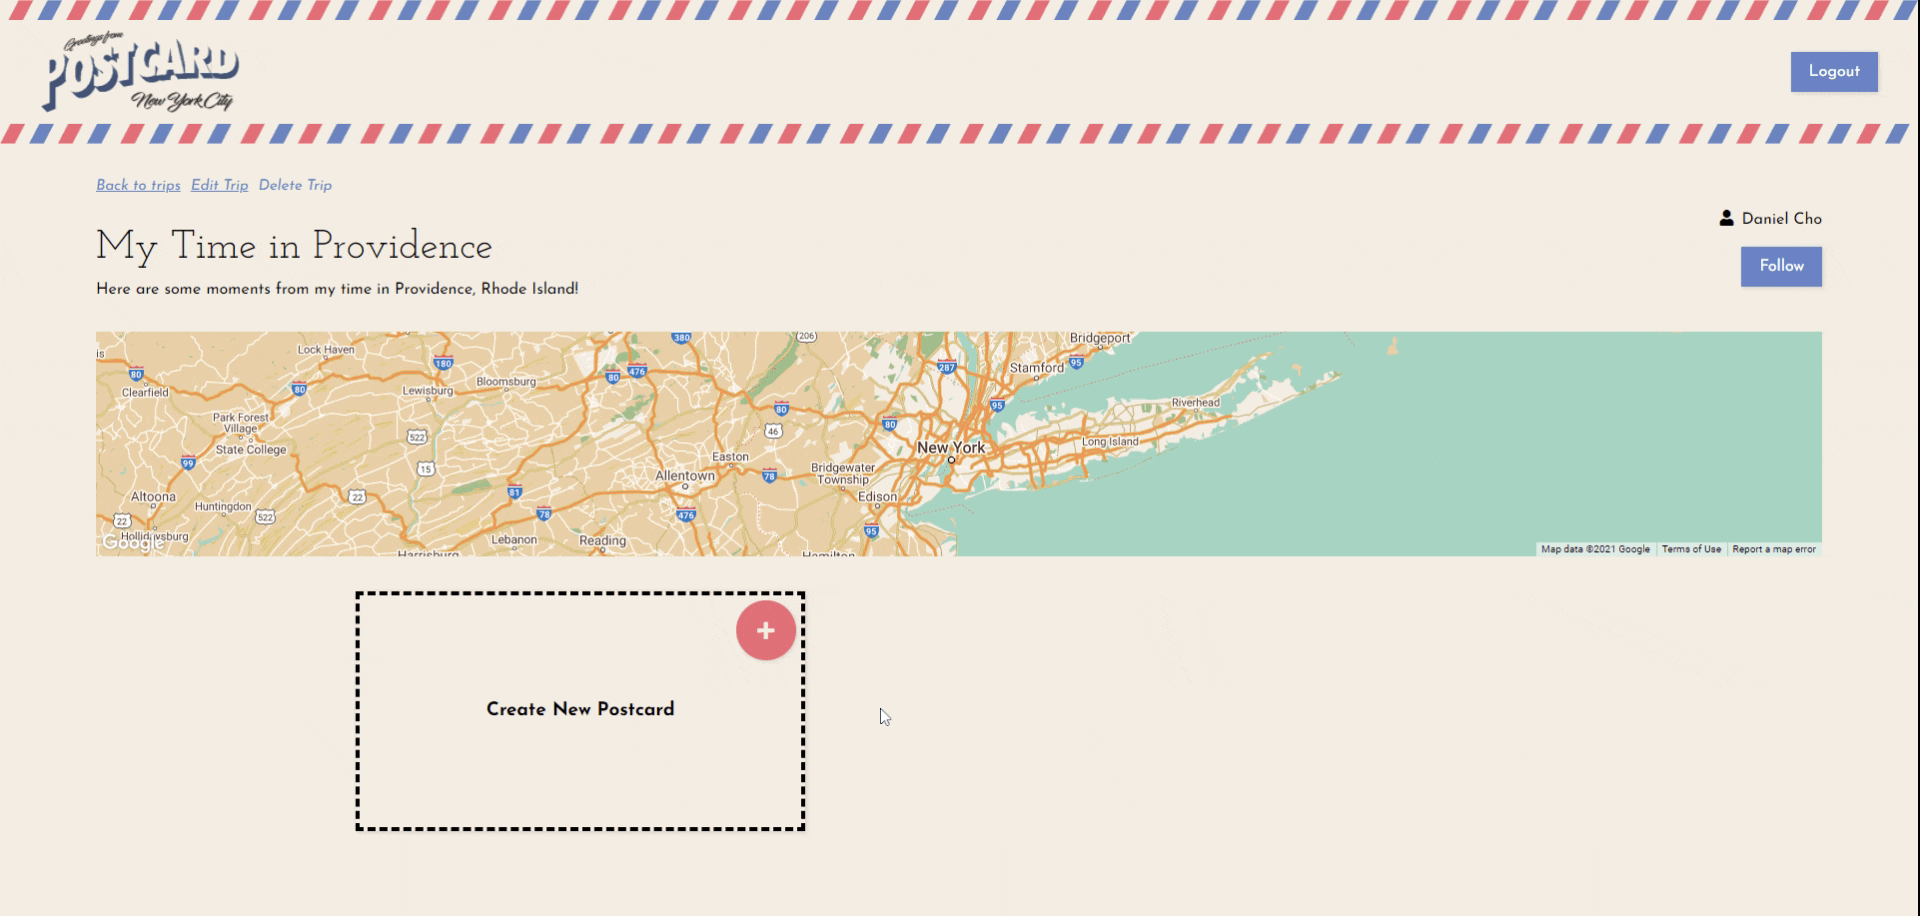 Greetings from
POSTCARD
New York City
Logout
Back to trips Edit Trip Delete Trip
Daniel Cho
My Time in Providence
Follow
Here are some moments from my time in Providence, Rhode Island!
is
Lock Haven
180
380
206
Bridgeport
80
Clearfield
80
Lewisburg
Bloomsburg
80
476
287
Stamford
95
Park Forest
Village
State College
522
80
46
80
95
Riverhead
99
15
Easton
New York
Long Island
Altoona
Huntingdon
22
81
Allentown
78
Bridgewater
Township
Edison
22
522
78
476
95
Hollidaysburg
Google
Harrisburg
Lebanon
Reading
Hamilton
Map data ©2021 Google
Terms of Use
Report a map error
+
Create New Postcard